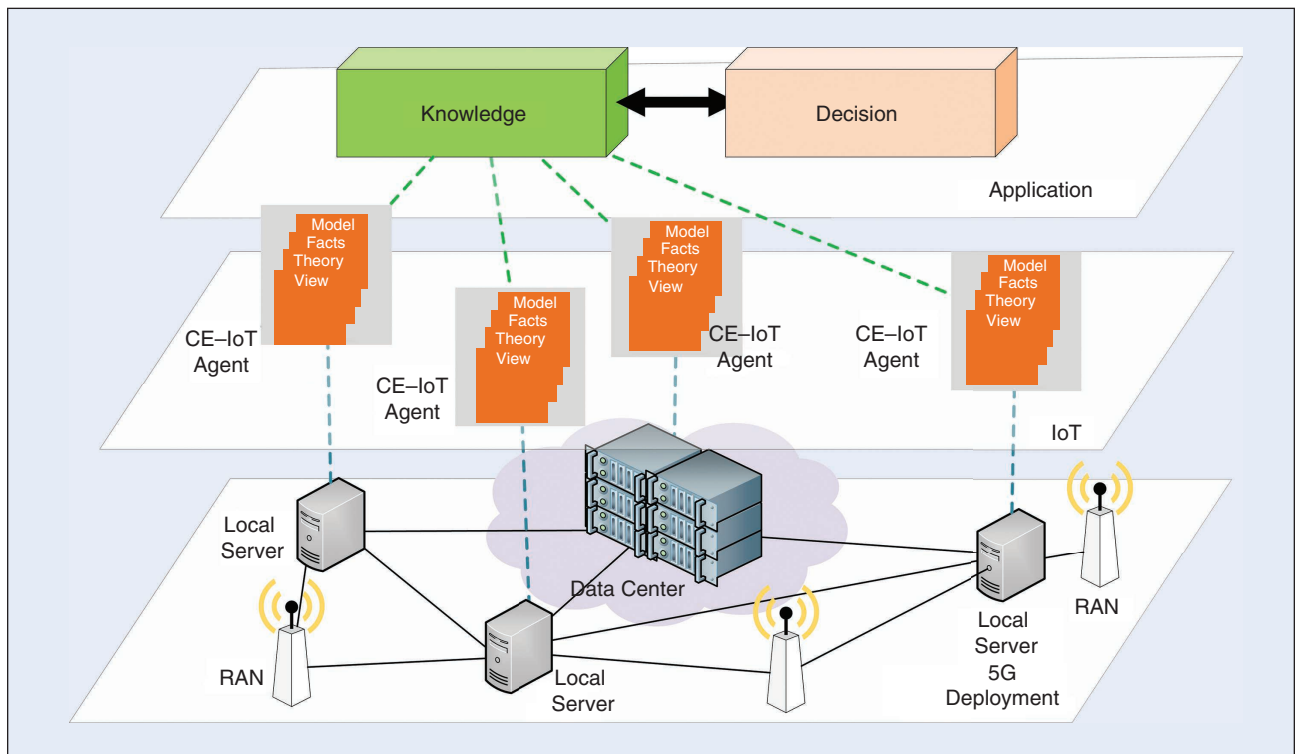 Knowledge
Decision
Application
Model
Facts
Theory
View
CE–IoT
Agent
Model
Facts
Theory
View
CE–IoT
Agent
Model
Facts
Theory
View
CE–IoT
Agent
Model
Facts
Theory
View
CE–IoT
Agent
IoT
Local
Server
Data Center
RAN
Local
Server
Local
Server
5G
Deployment
RAN